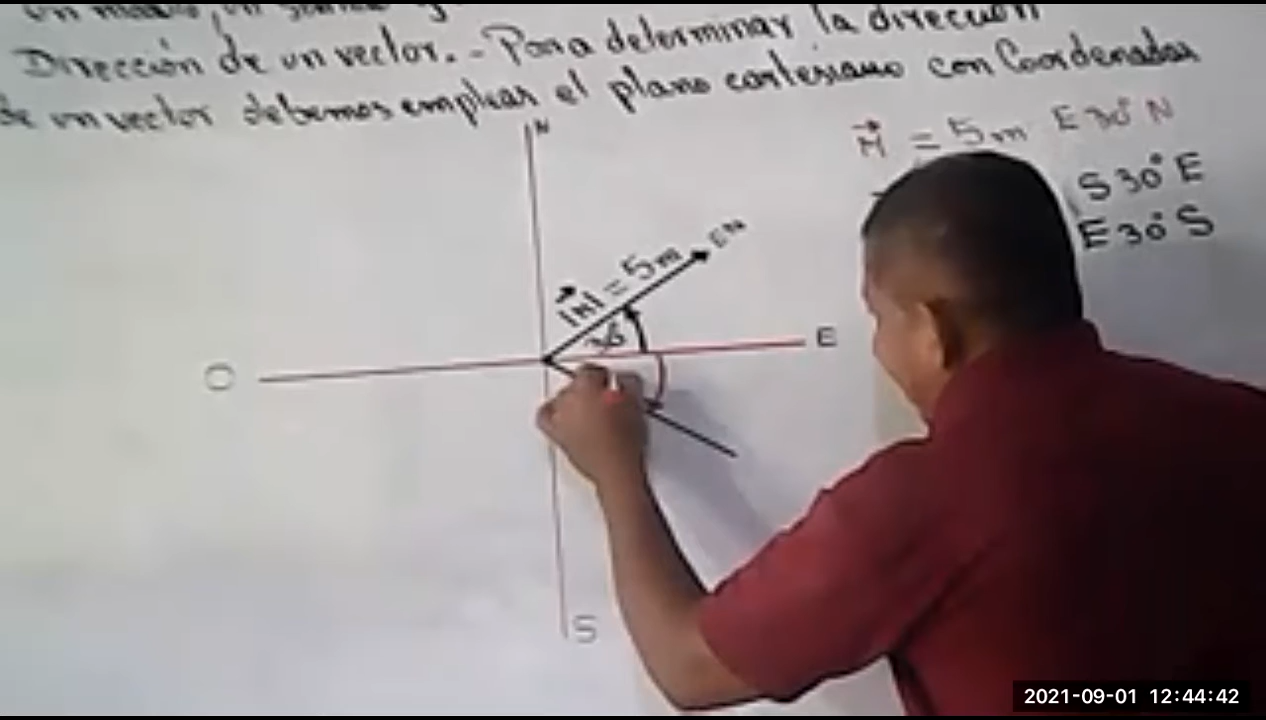 Dirección de un vector.- Para determinar la dirección
de un vector debemos emplear el plano cartesiano con Coordenadas
M = 5m E 30° N
S 30° E
E 30° S
N
EN
|M| = 5m
30°
E
O
S
2021-09-01 12:44:42